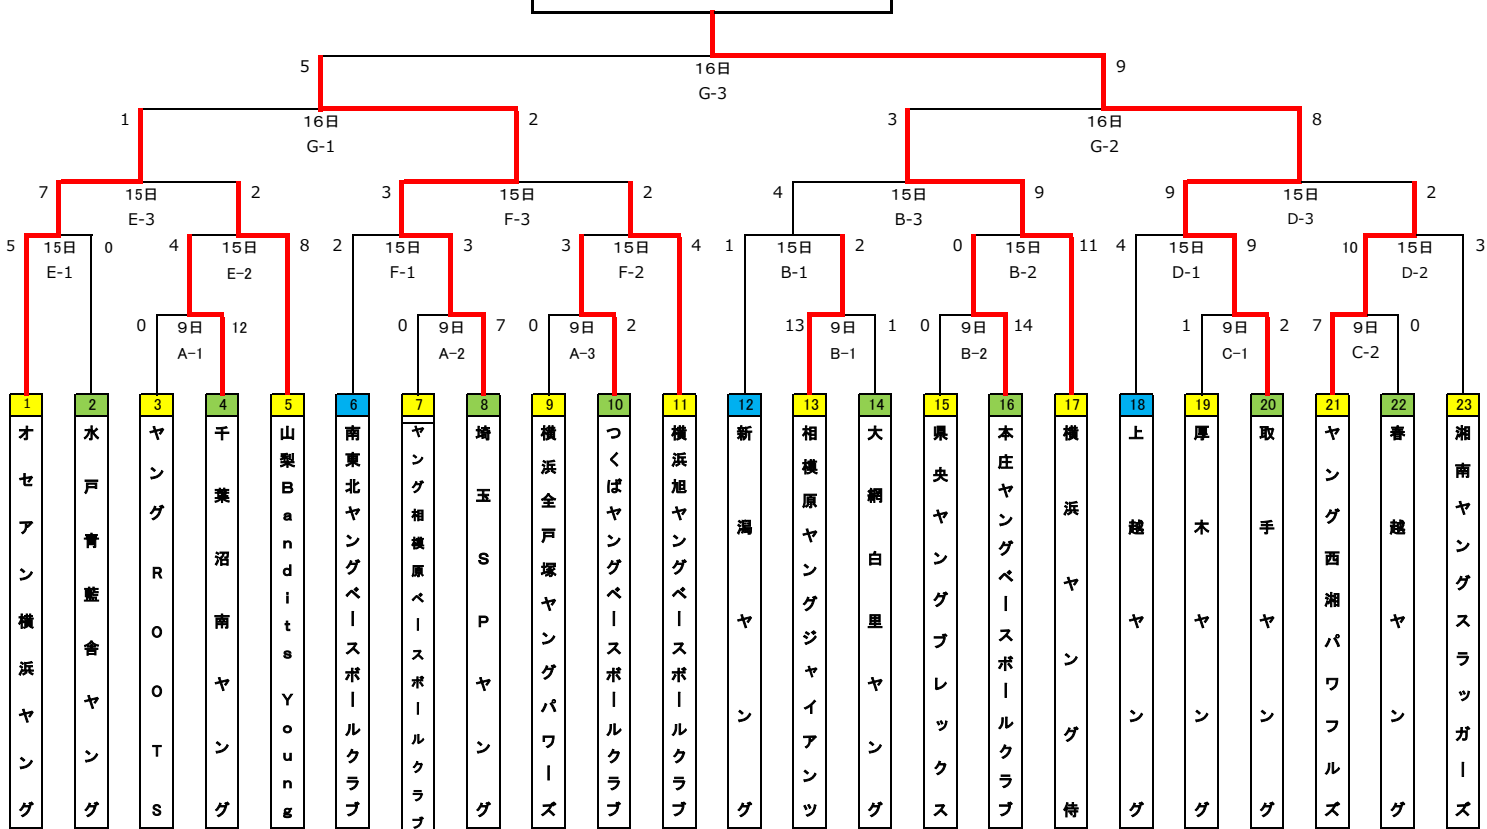 5 16日 9
G-3
1 16日 2 3 16日 8
G-1 G-2
7 15日 2 3 15日 2 4 15日 9 9 15日 2
E-3 F-3 B-3 D-3
5 15日 0 4 15日 8 2 15日 3 3 15日 4 1 15日 2 0 15日 11 4 15日 9 10 15日 3
E-1 E-2 F-1 F-2 B-1 B-2 D-1 D-2
0 9日 12 0 9日 7 0 9日 2 13 9日 1 0 9日 14 1 9日 2 7 9日 0
A-1 A-2 A-3 B-1 B-2 C-1 C-2
1 2 3 4 5 6 7 8 9 10 11 12 13 14 15 16 17 18 19 20 21 22 23
オセアン横浜ヤング
水戸青藍舎ヤング
ヤングROOTS
千葉沼南ヤング
山梨Bandits Young
南東北ヤングベースボールクラブ
ヤング相模原ベースボールクラブ
埼玉SPヤング
横浜全戸塚ヤングパワーズ
つくばヤングベースボールクラブ
横浜旭ヤングベースボールクラブ
新潟ヤング
相模原ヤングジャイアンツ
大網白里ヤング
県央ヤングブレックス
本庄ヤングベースボールクラブ
横浜ヤング侍
上越ヤング
厚木ヤング
取手ヤング
ヤング西湘パワフルズ
春越ヤング
湘南ヤングスラッガーズ